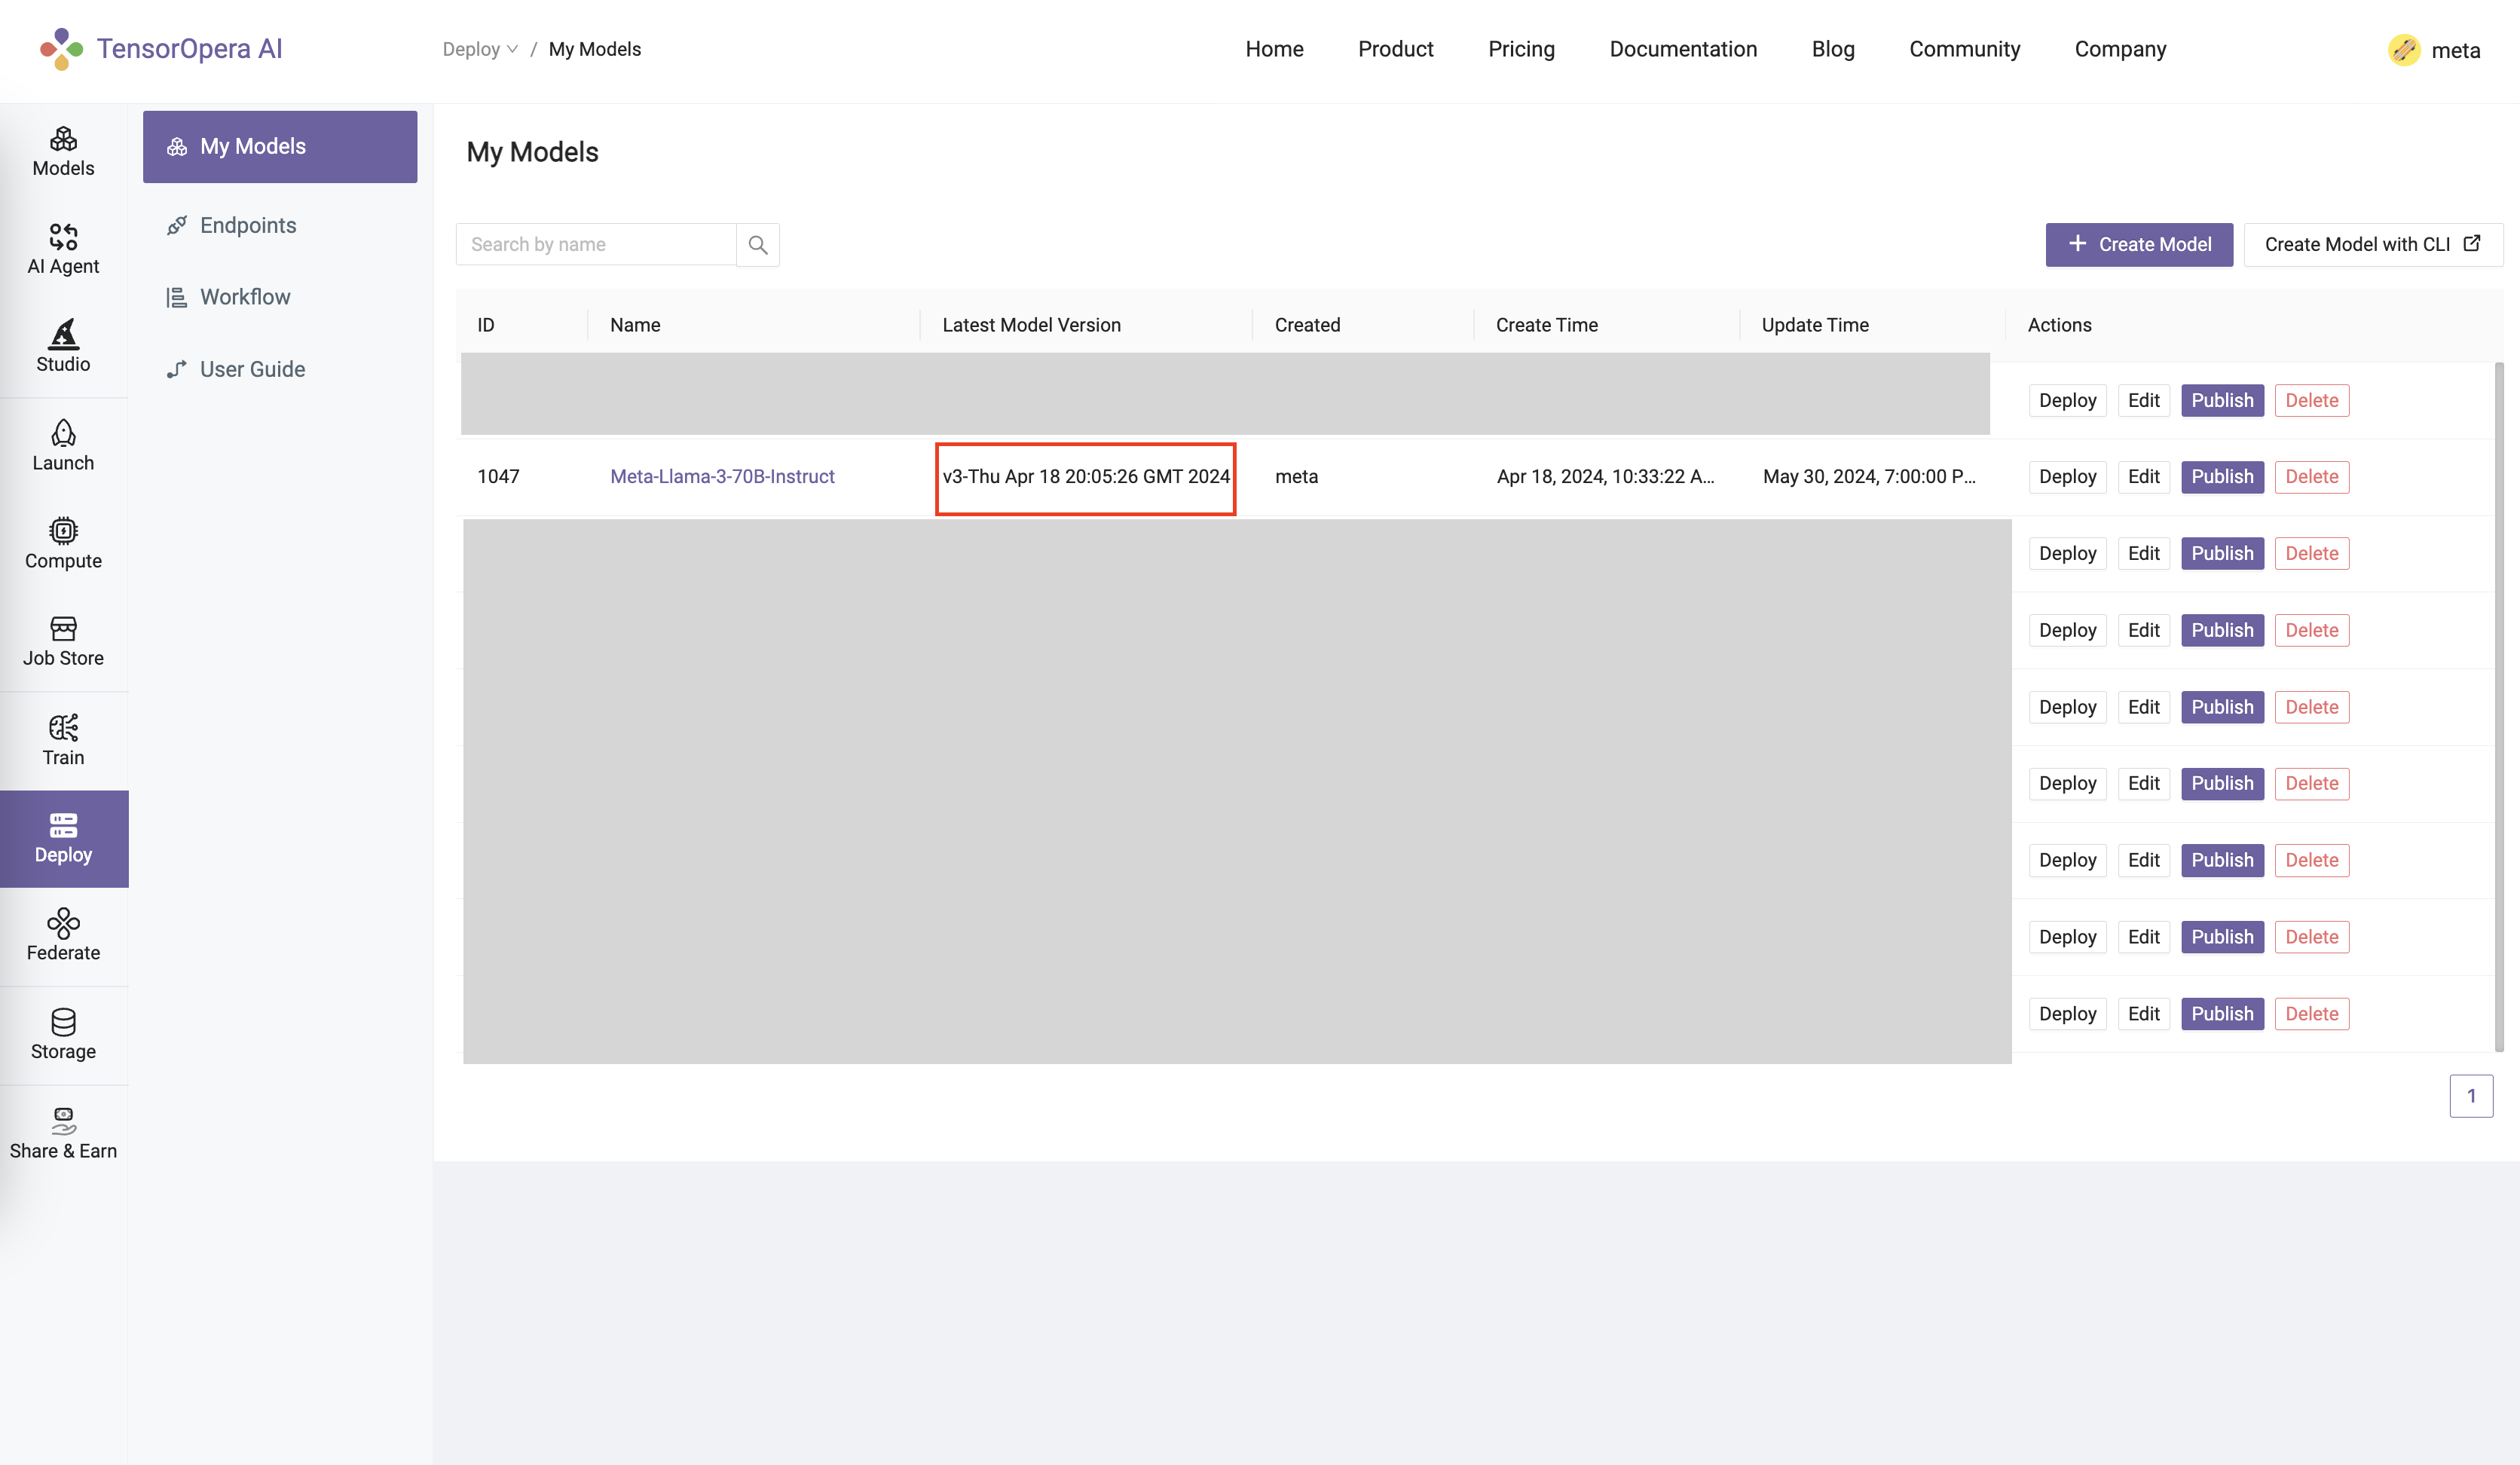 TensorOpera AI
Deploy / My Models
Home Product Pricing Documentation Blog Community Company
meta
Models
AI Agent
Studio
Launch
Compute
Job Store
Train
Deploy
Federate
Storage
Share & Earn
My Models
Endpoints
Workflow
User Guide
My Models
Search by name
Create Model
Create Model with CLI
ID Name Latest Model Version Created Create Time Update Time Actions
Deploy Edit Publish Delete
1047 Meta-Llama-3-70B-Instruct v3-Thu Apr 18 20:05:26 GMT 2024 meta Apr 18, 2024, 10:33:22 A... May 30, 2024, 7:00:00 P... Deploy Edit Publish Delete
Deploy Edit Publish Delete
Deploy Edit Publish Delete
Deploy Edit Publish Delete
Deploy Edit Publish Delete
Deploy Edit Publish Delete
Deploy Edit Publish Delete
Deploy Edit Publish Delete
1